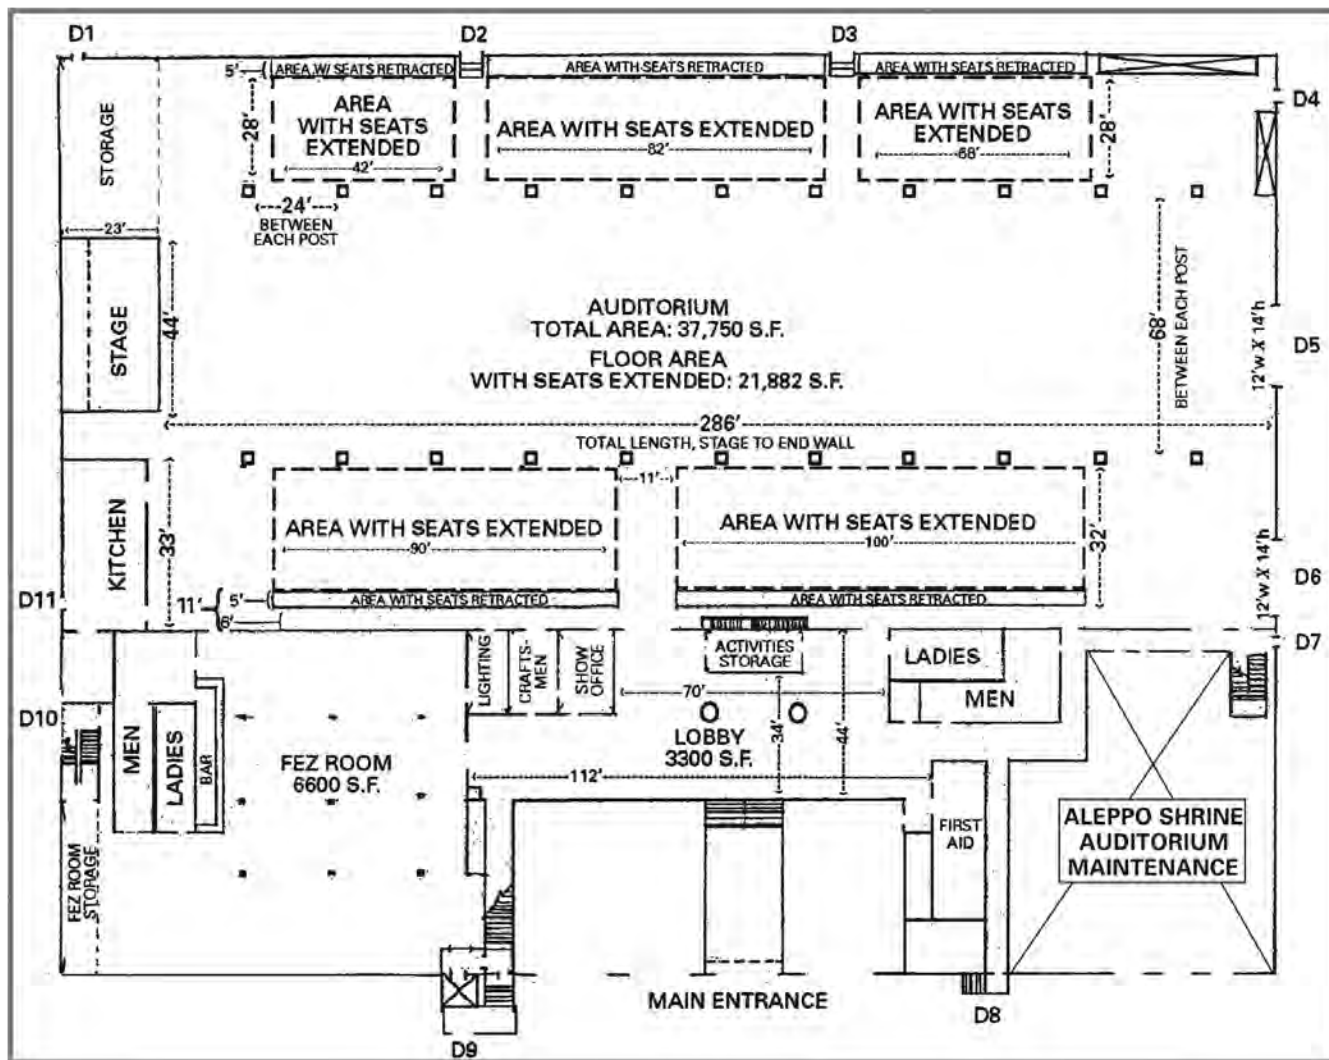 D1
D2
D3
5'
AREA W/ SEATS RETRACTED
AREA WITH SEATS RETRACTED
AREA WITH SEATS RETRACTED
D4
STORAGE
28'
AREA
WITH SEATS
EXTENDED
42'
AREA WITH SEATS EXTENDED
82'
AREA WITH SEATS
EXTENDED
68'
28'
24'
BETWEEN
EACH POST
23'
STAGE
44'
AUDITORIUM
TOTAL AREA: 37,750 S.F.
FLOOR AREA
WITH SEATS EXTENDED: 21,882 S.F.
68'
BETWEEN EACH POST
12'w X 14'h
D5
286'
TOTAL LENGTH, STAGE TO END WALL
KITCHEN
33'
11'
AREA WITH SEATS EXTENDED
90'
AREA WITH SEATS EXTENDED
100'
32'
12'w X 14'h
D6
D11
11'
5'
6'
AREA WITH SEATS RETRACTED
AREA WITH SEATS RETRACTED
D7
LIGHTING
CRAFTS-
MEN
SHOW
OFFICE
ACTIVITIES
STORAGE
LADIES
MEN
70'
D10
MEN
LADIES
BAR
FEZ ROOM
6600 S.F.
LOBBY
3300 S.F.
34'
44'
112'
FEZ ROOM
STORAGE
FIRST
AID
ALEPPO SHRINE
AUDITORIUM
MAINTENANCE
MAIN ENTRANCE
D8
D9